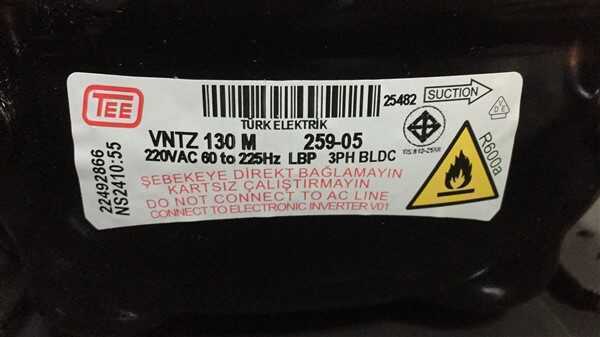 TEE
25482
SUCTION
TÜRK ELEKTRİK
VNTZ 130 M 259-05
220VAC 60 to 225Hz LBP 3PH BLDC
ŞEBEKEYE DİREKT BAĞLAMAYIN
KARTSIZ ÇALIŞTIRMAYIN
DO NOT CONNECT TO AC LINE
CONNECT TO ELECTRONIC INVERTER V01
22492866
NS2410:55
R600a